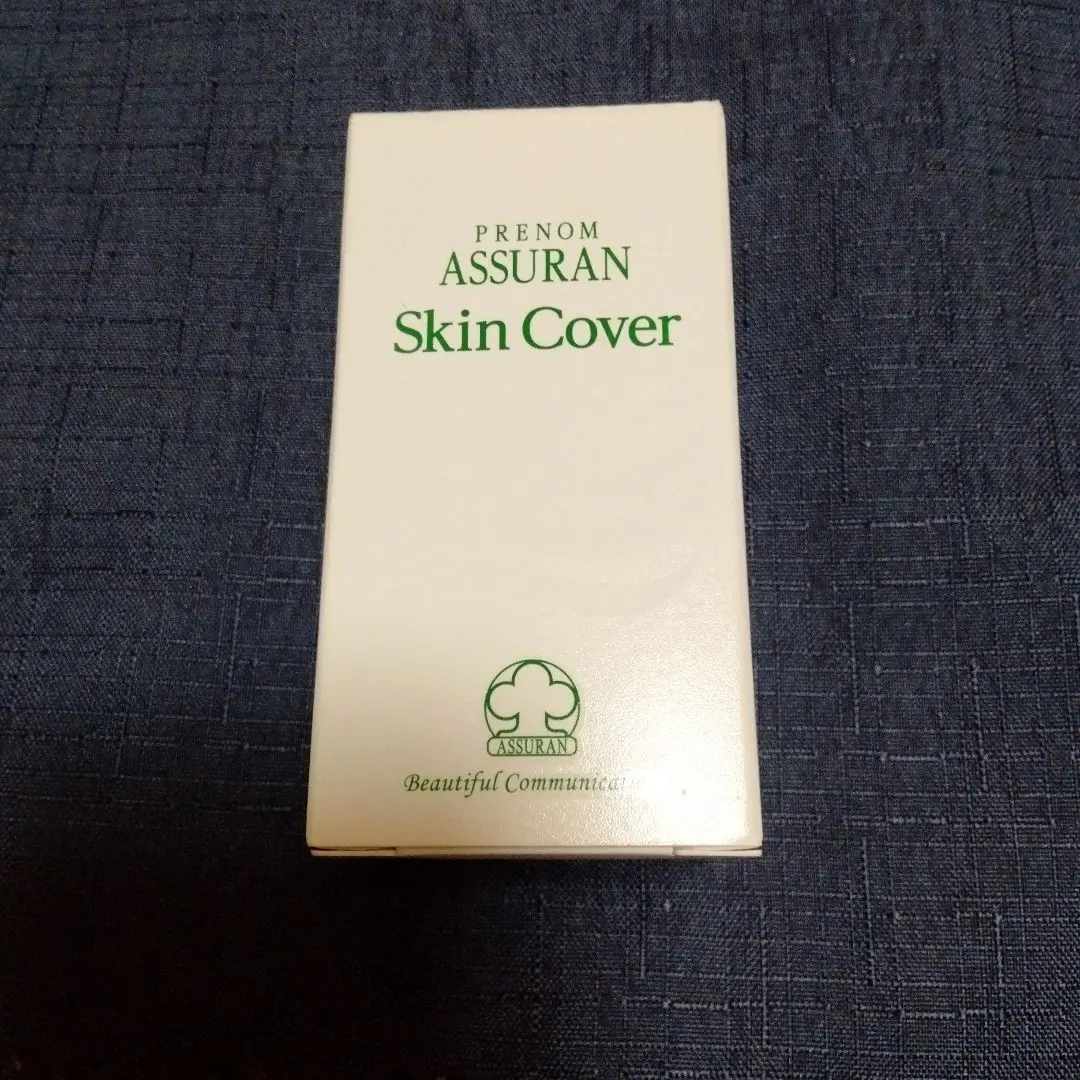 PRENOM
ASSURAN
Skin Cover
ASSURAN
Beautiful